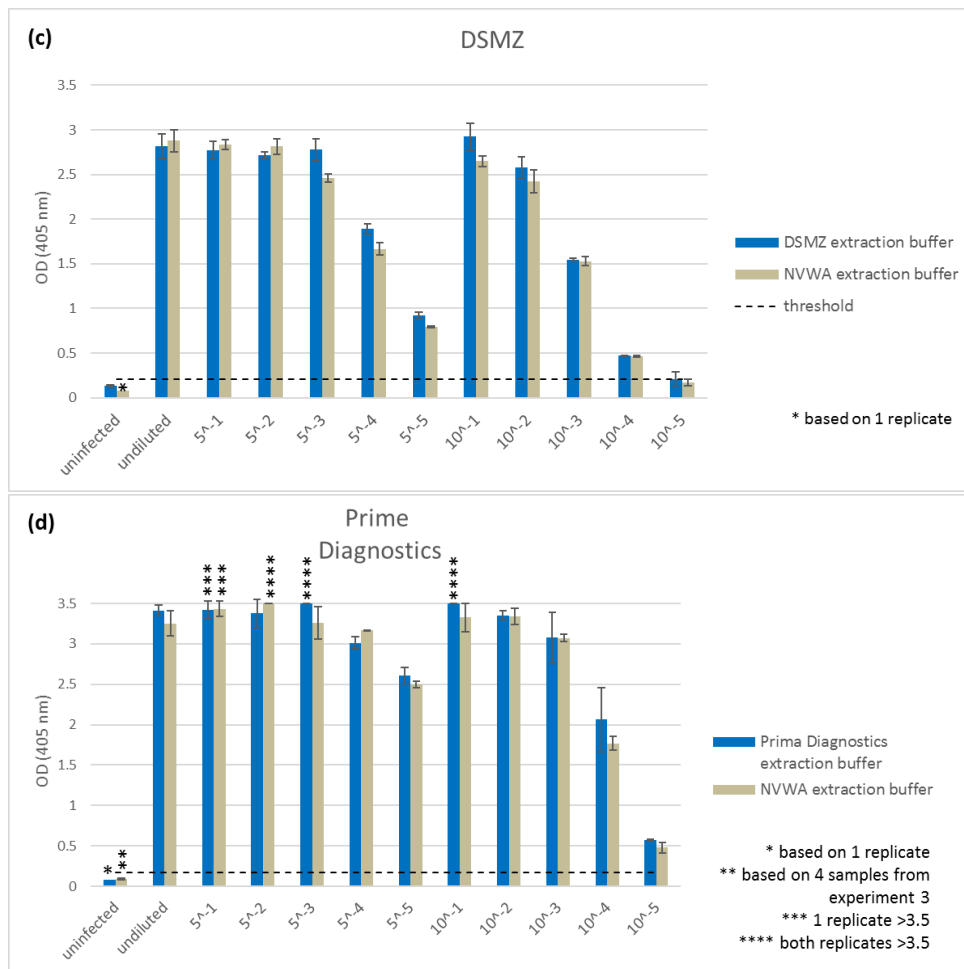 (c)
DSMZ
3.5
3
2.5
2
1.5
1
0.5
0
OD (405 nm)
*
uninfected
undiluted
5^-1
5^-2
5^-3
5^-4
5^-5
10^-1
10^-2
10^-3
10^-4
10^-5
DSMZ extraction buffer
NVWA extraction buffer
threshold
* based on 1 replicate
(d)
Prime
Diagnostics
***
***
****
****
****
3.5
3
2.5
2
1.5
1
0.5
0
OD (405 nm)
*
**
uninfected
undiluted
5^-1
5^-2
5^-3
5^-4
5^-5
10^-1
10^-2
10^-3
10^-4
10^-5
Prima Diagnostics
extraction buffer
NVWA extraction buffer
* based on 1 replicate
** based on 4 samples from
experiment 3
*** 1 replicate >3.5
**** both replicates >3.5